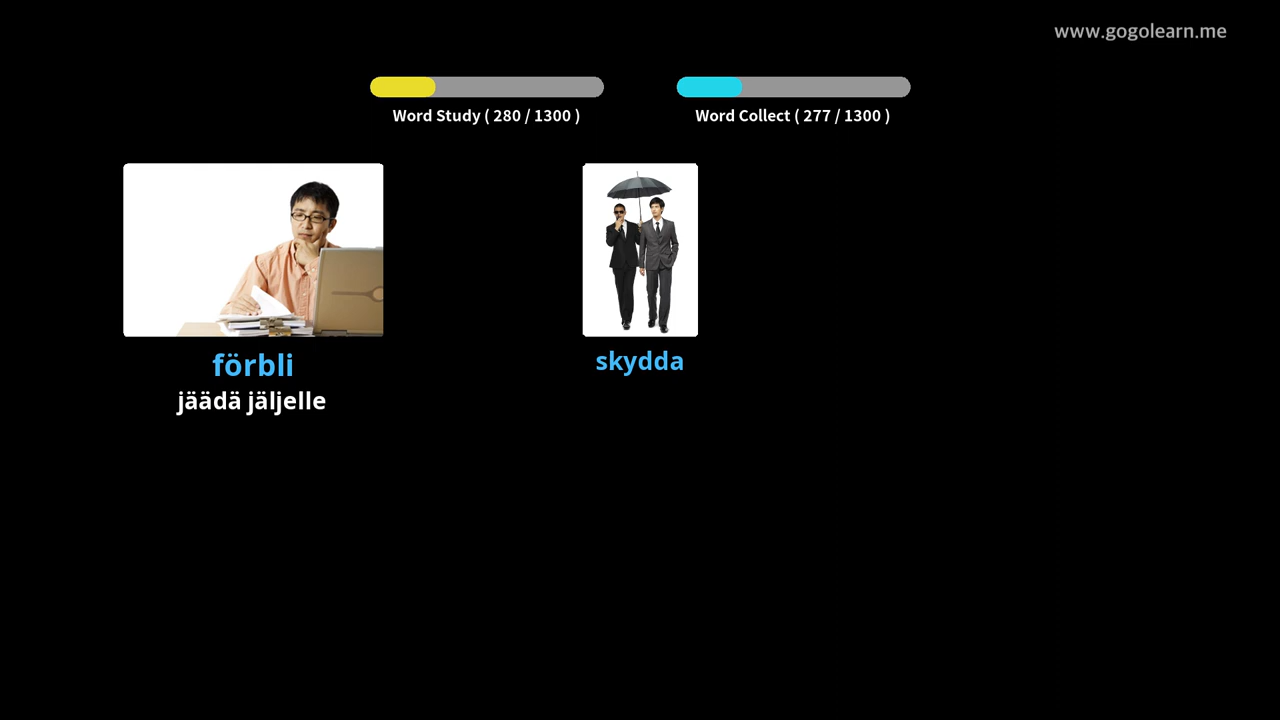 www.gogolearn.me
Word Study ( 280 / 1300 )
Word Collect ( 277 / 1300 )
förbli
jäädä jäljelle
skydda